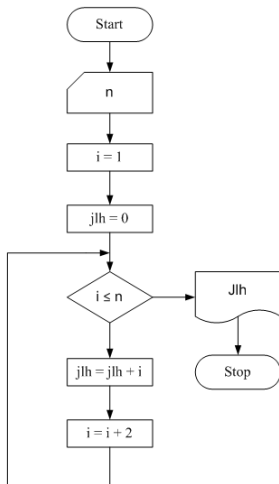 Start
n
i = 1
jlh = 0
i ≤ n
Jlh
jlh = jlh + i
Stop
i = i + 2